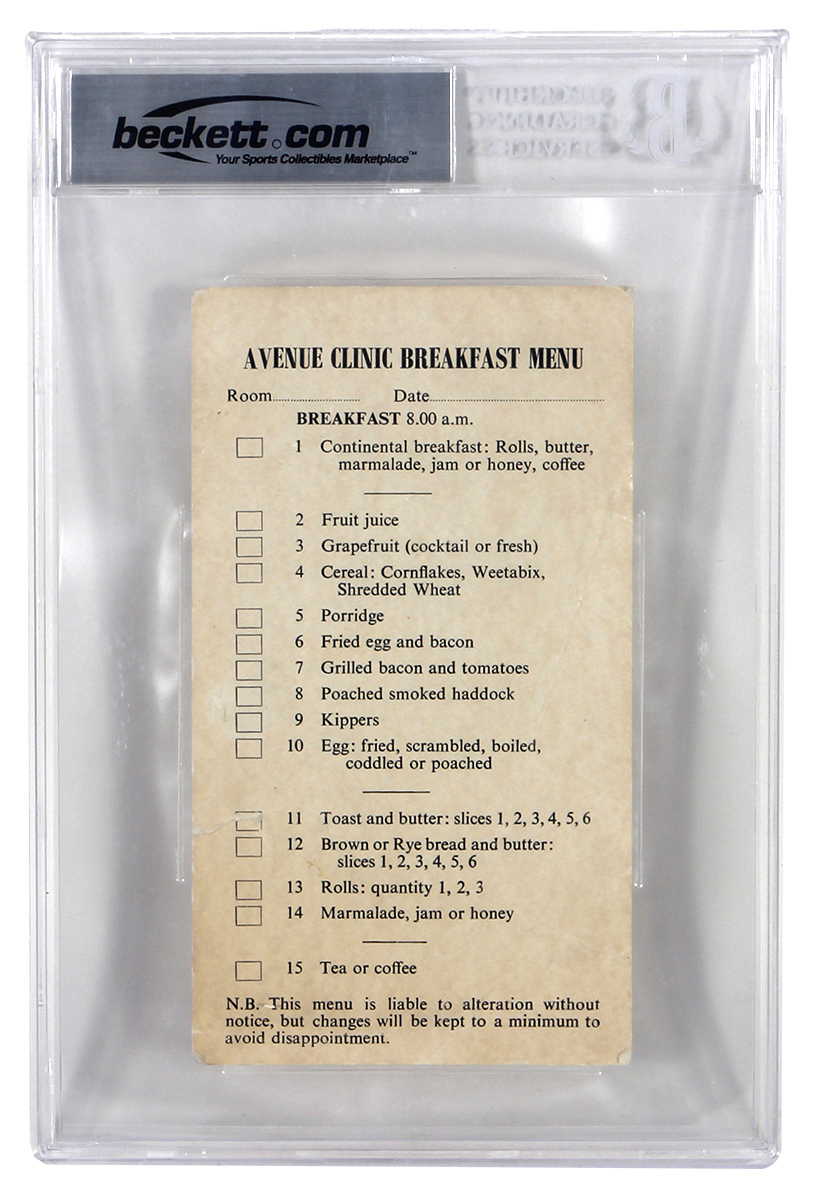 beckett.com
Your Sports Collectibles Marketplace™
BECKETT
GRADING
SERVICES
B
AVENUE CLINIC BREAKFAST MENU
Room.............................. Date..................................................
BREAKFAST 8.00 a.m.
1 Continental breakfast: Rolls, butter,
marmalade, jam or honey, coffee
2 Fruit juice
3 Grapefruit (cocktail or fresh)
4 Cereal: Cornflakes, Weetabix,
Shredded Wheat
5 Porridge
6 Fried egg and bacon
7 Grilled bacon and tomatoes
8 Poached smoked haddock
9 Kippers
10 Egg: fried, scrambled, boiled,
coddled or poached
11 Toast and butter: slices 1, 2, 3, 4, 5, 6
12 Brown or Rye bread and butter:
slices 1, 2, 3, 4, 5, 6
13 Rolls: quantity 1, 2, 3
14 Marmalade, jam or honey
15 Tea or coffee
N.B. This menu is liable to alteration without
notice, but changes will be kept to a minimum to
avoid disappointment.